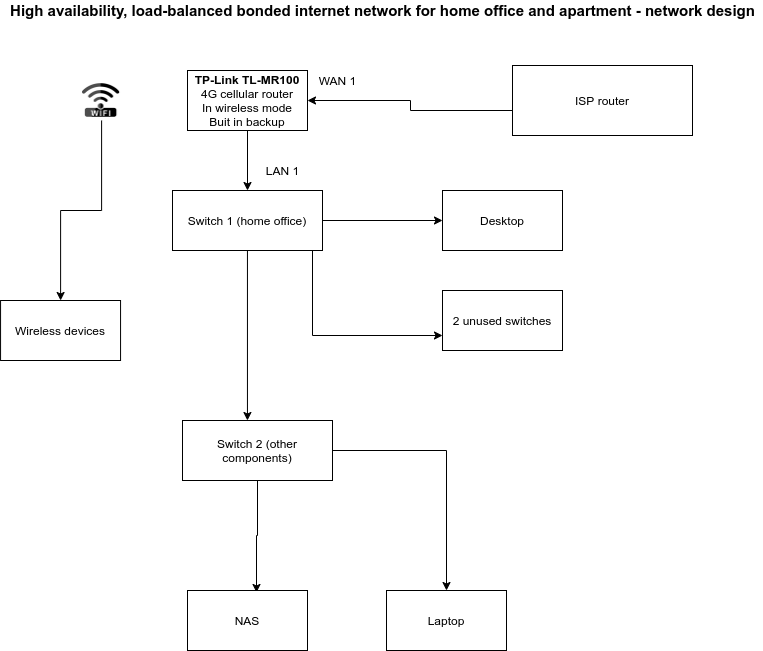 High availability, load-balanced bonded internet network for home office and apartment - network design
TP-Link TL-MR100
4G cellular router
In wireless mode
Buit in backup
WAN 1
ISP router
WiFi
LAN 1
Switch 1 (home office)
Desktop
2 unused switches
Wireless devices
Switch 2 (other
components)
NAS
Laptop